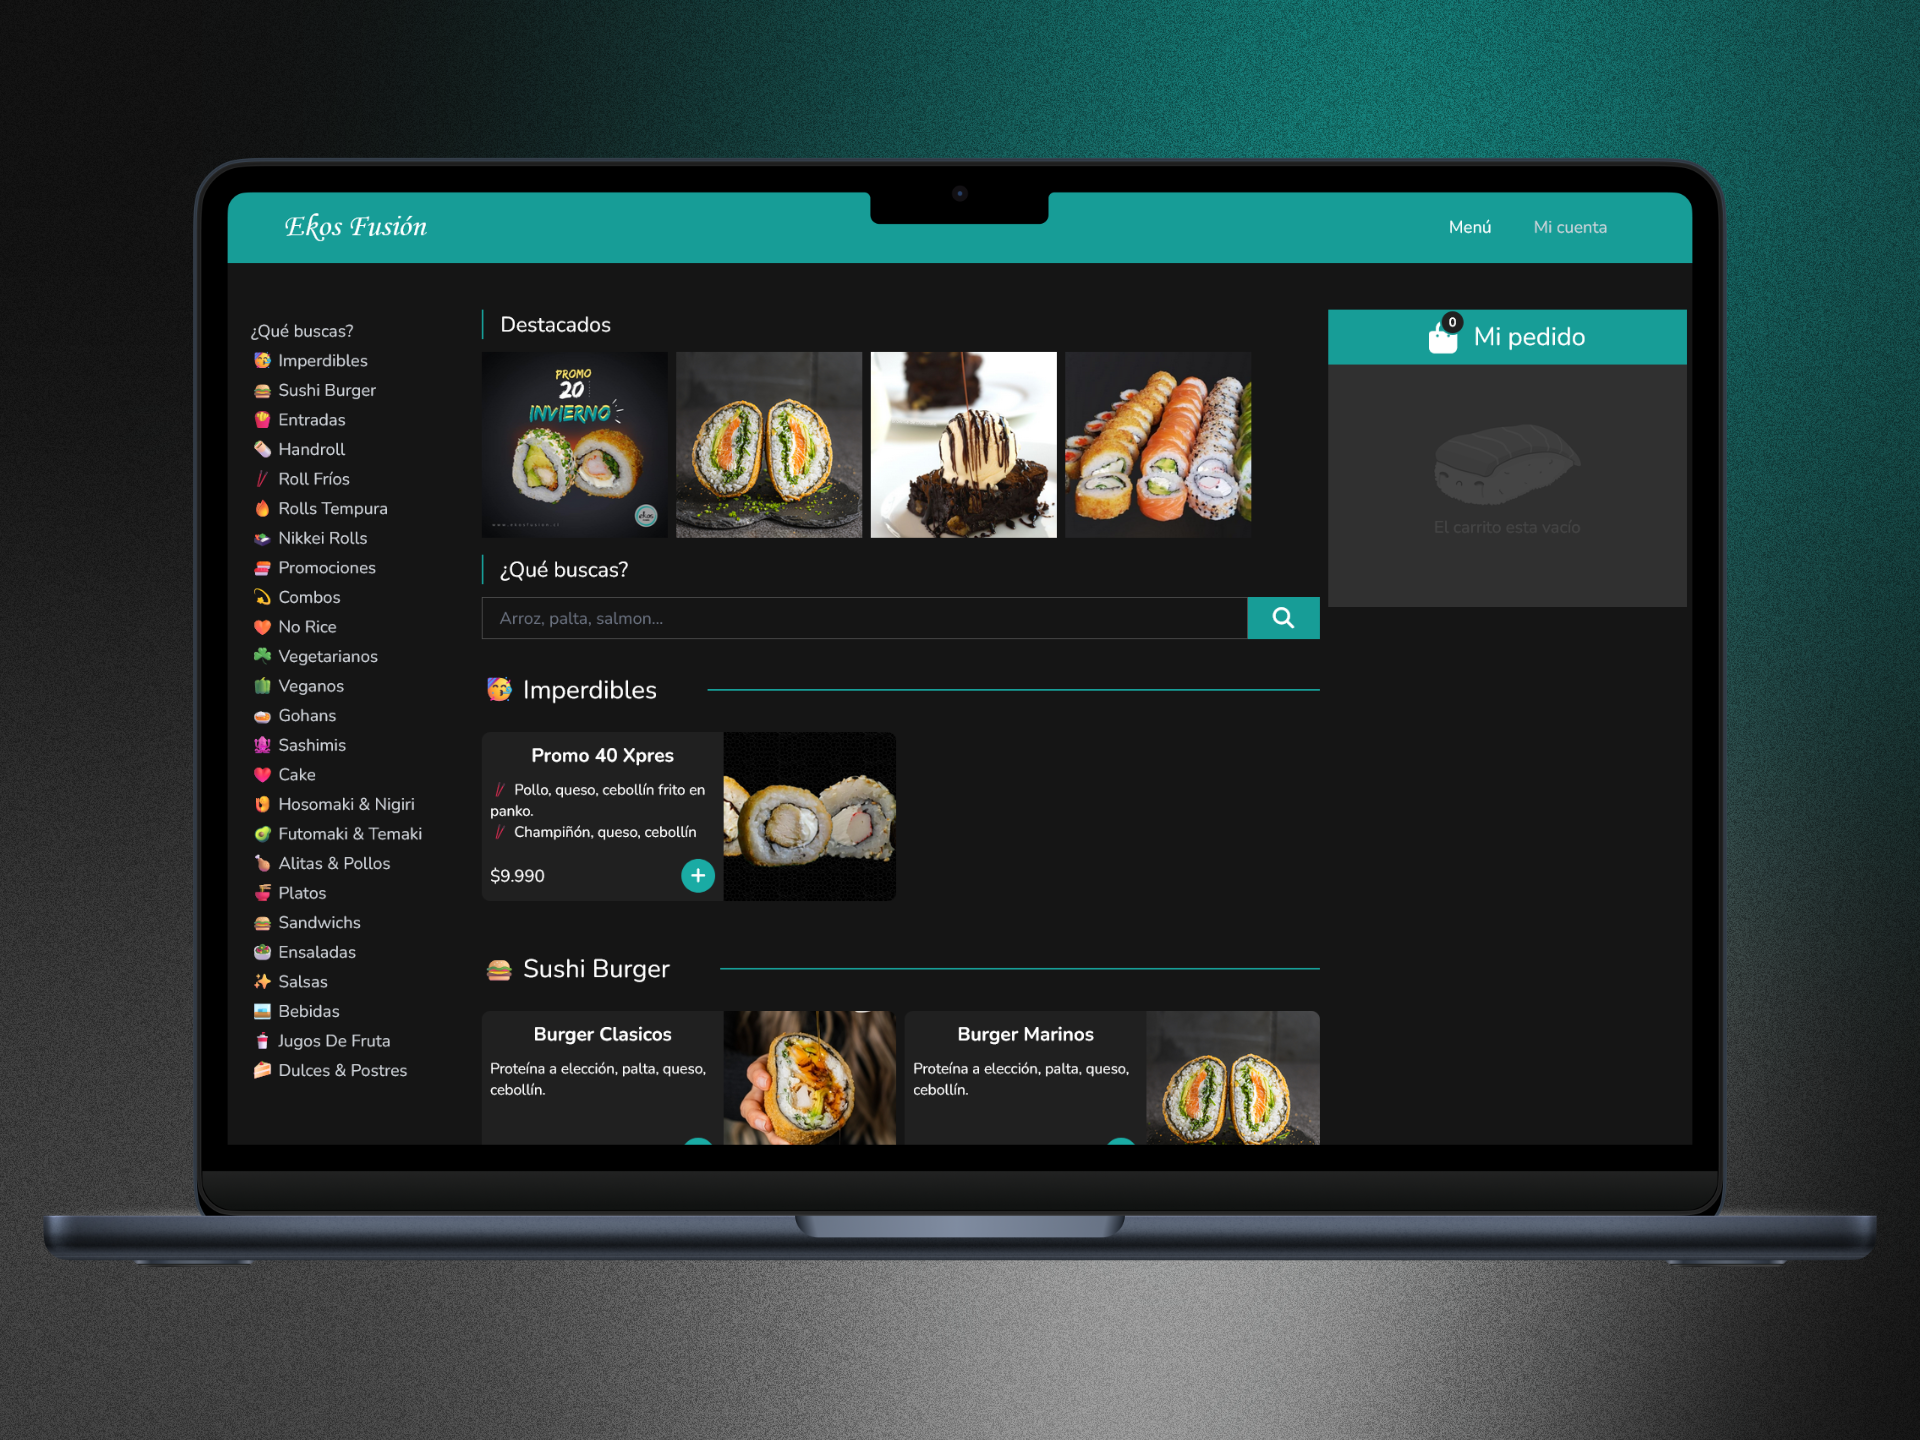 Ekos Fusión
Menú
Mi cuenta
¿Qué buscas?
Imperdibles
Sushi Burger
Entradas
Handroll
Roll Fríos
Rolls Tempura
Nikkei Rolls
Promociones
Combos
No Rice
Vegetarianos
Veganos
Gohans
Sashimis
Cake
Hosomaki & Nigiri
Futomaki & Temaki
Alitas & Pollos
Platos
Sandwichs
Ensaladas
Salsas
Bebidas
Jugos De Fruta
Dulces & Postres
Destacados
PROMO
20
INVIERNO
¿Qué buscas?
Arroz, palta, salmon...
Imperdibles
Promo 40 Xpres
Pollo, queso, cebollín frito en
panko.
Champiñón, queso, cebollín
$9.990
Sushi Burger
Burger Clasicos
Proteína a elección, palta, queso,
cebollín.
Burger Marinos
Proteína a elección, palta, queso,
cebollín.
0
Mi pedido
El carrito esta vacío